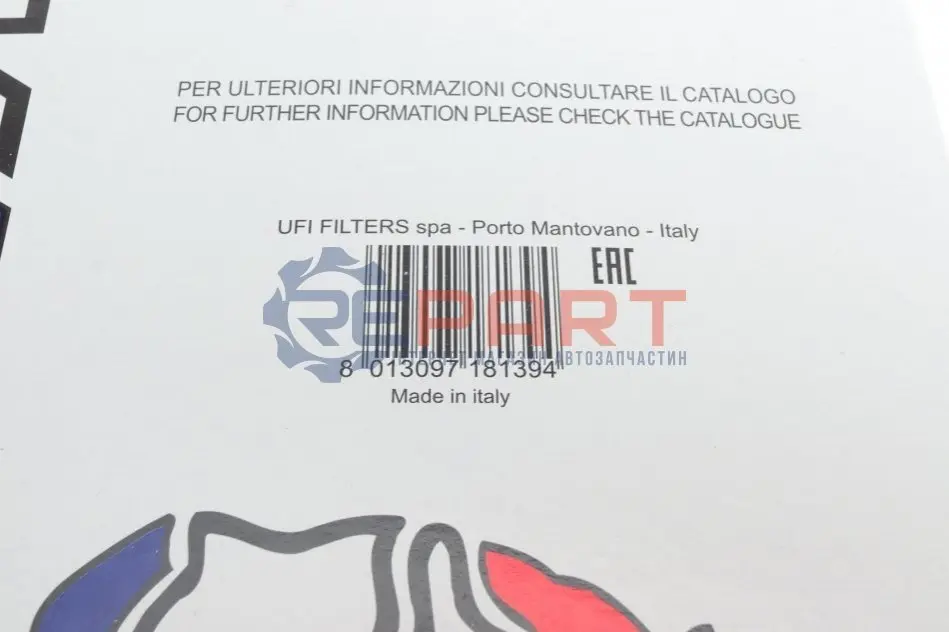 PER ULTERIORI INFORMAZIONI CONSULTARE IL CATALOGO
FOR FURTHER INFORMATION PLEASE CHECK THE CATALOGUE
UFI FILTERS spa - Porto Mantovano - Italy
EAC
REPART
АВТОЗАПЧАСТИН
8 013097 181394
Made in italy